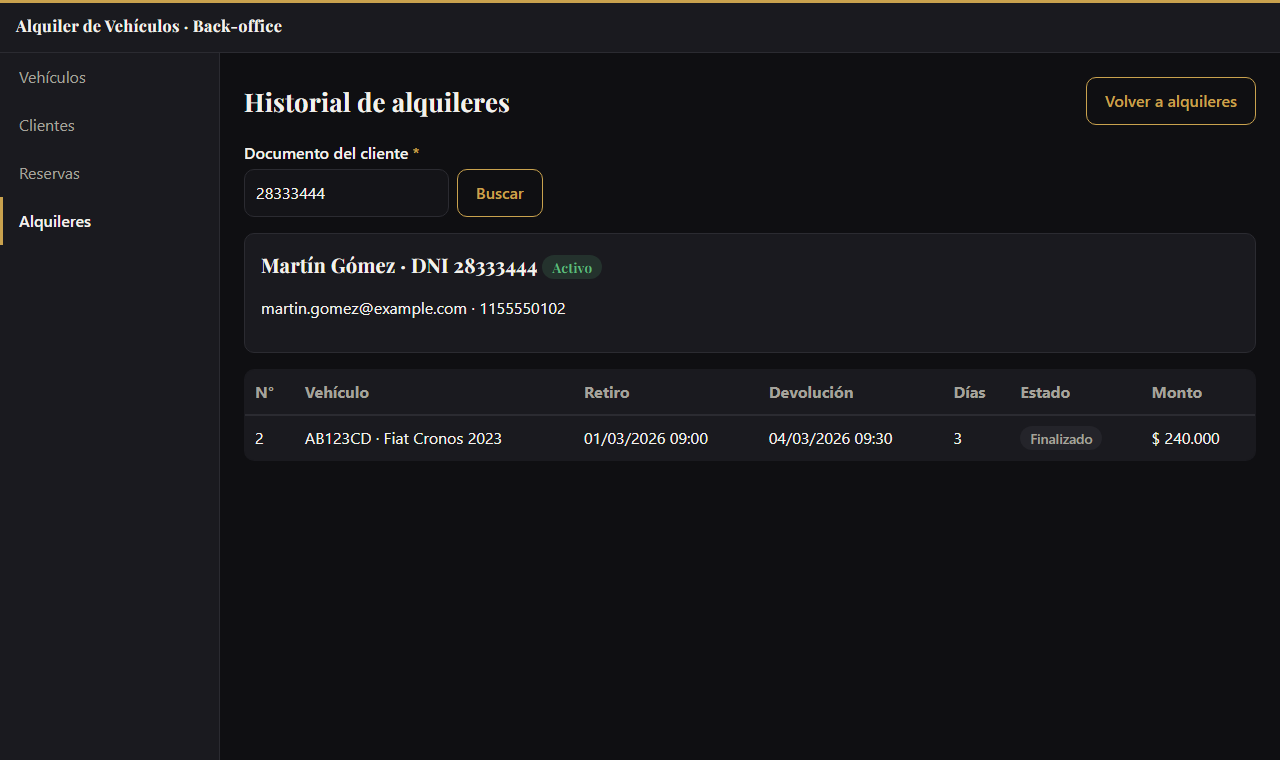 Alquiler de Vehículos · Back-office
Vehículos
Clientes
Reservas
Alquileres
Historial de alquileres
Volver a alquileres
Documento del cliente *
28333444
Buscar
Martín Gómez · DNI 28333444 Activo
martin.gomez@example.com · 1155550102
N° Vehículo Retiro Devolución Días Estado Monto
2 AB123CD · Fiat Cronos 2023 01/03/2026 09:00 04/03/2026 09:30 3 Finalizado $ 240.000